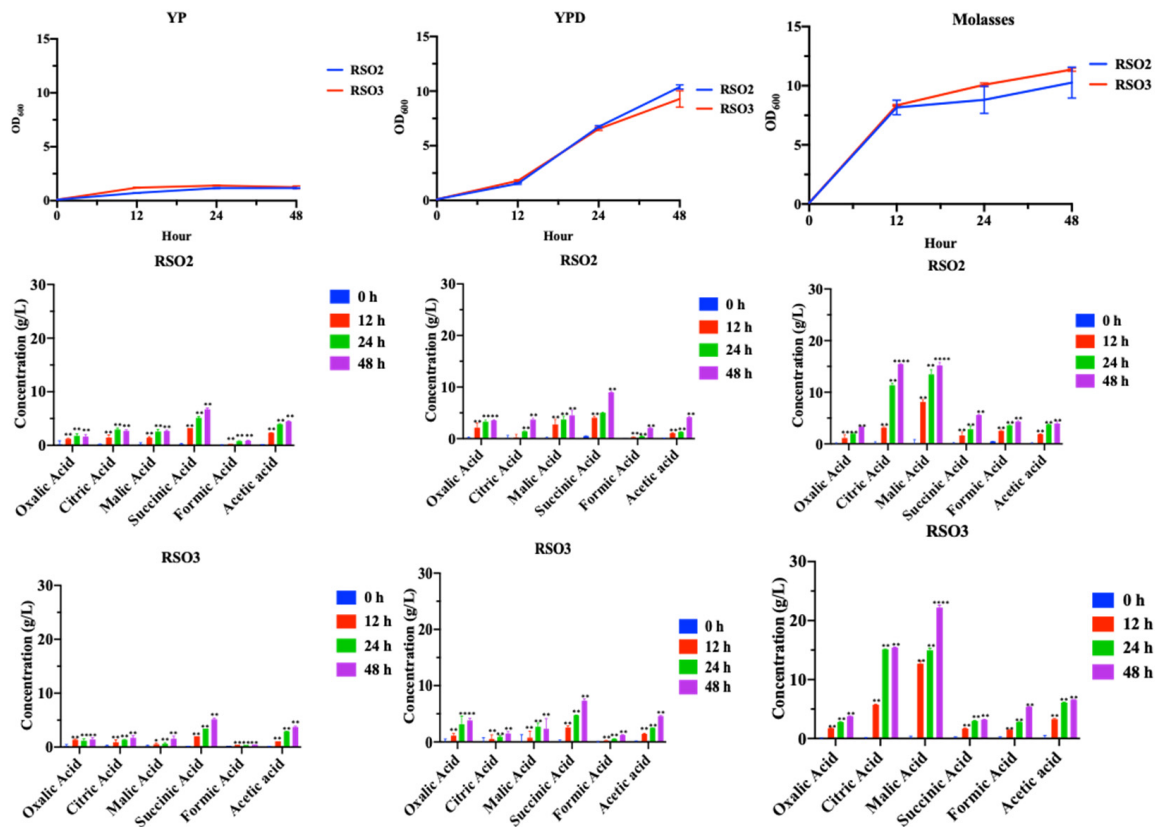 YP
OD600
15
10
5
0
0 12 24 48
Hour
RSO2
RSO3
YPD
OD600
15
10
5
0
0 12 24 48
Hour
RSO2
RSO3
Molasses
OD600
15
10
5
0
0 12 24 48
Hour
RSO2
RSO3
RSO2
Concentration (g/L)
30
20
10
0
Oxalic Acid
Citric Acid
Malic Acid
Succinic Acid
Formic Acid
Acetic acid
0 h
12 h
24 h
48 h
RSO2
Concentration (g/L)
30
20
10
0
Oxalic Acid
Citric Acid
Malic Acid
Succinic Acid
Formic Acid
Acetic acid
0 h
12 h
24 h
48 h
RSO2
Concentration (g/L)
30
20
10
0
Oxalic Acid
Citric Acid
Malic Acid
Succinic Acid
Formic Acid
Acetic acid
0 h
12 h
24 h
48 h
RSO3
Concentration (g/L)
30
20
10
0
Oxalic Acid
Citric Acid
Malic Acid
Succinic Acid
Formic Acid
Acetic acid
0 h
12 h
24 h
48 h
RSO3
Concentration (g/L)
30
20
10
0
Oxalic Acid
Citric Acid
Malic Acid
Succinic Acid
Formic Acid
Acetic acid
0 h
12 h
24 h
48 h
RSO3
Concentration (g/L)
30
20
10
0
Oxalic Acid
Citric Acid
Malic Acid
Succinic Acid
Formic Acid
Acetic acid
0 h
12 h
24 h
48 h